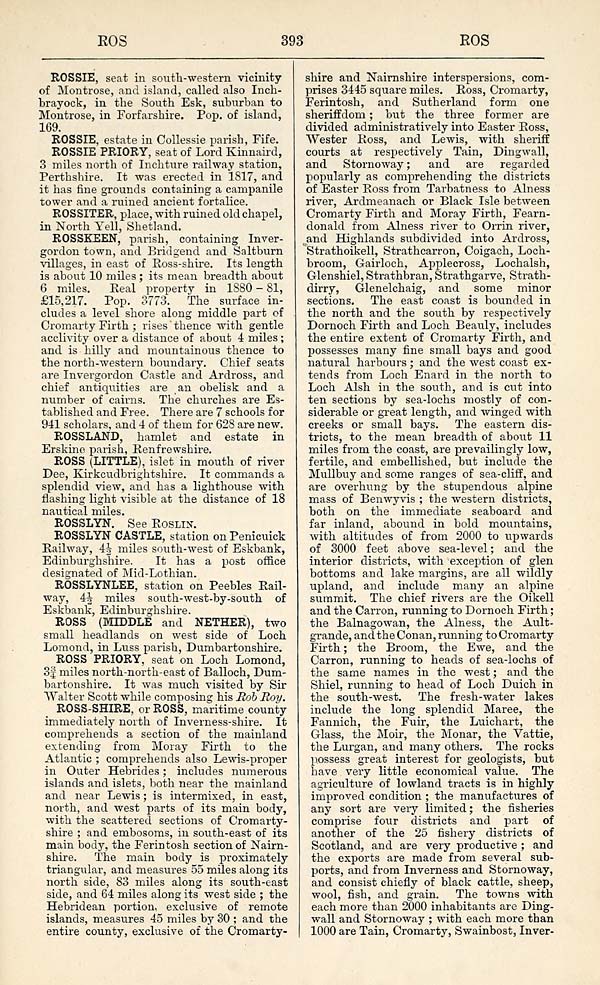 ROS 393 ROS
ROSSIE, seat in south-western vicinity
of Montrose, and island, called also Inch-
brayock, in the South Esk, suburban to
Montrose, in Forfarshire. Pop. of island,
169.
ROSSIE, estate in Collessie parish, Fife.
ROSSIE PRIORY, seat of Lord Kinnaird,
3 miles north of Inchture railway station,
Perthshire. It was erected in 1817, and
it has fine grounds containing a campanile
tower and a ruined ancient fortalice.
ROSSITER, place, with ruined old chapel,
in North Yell, Shetland.
ROSSKEEN, parish, containing Inver-
gordon town, and Bridgend and Saltburn
villages, in east of Ross-shire. Its length
is about 10 miles; its mean breadth about
6 miles. Real property in 1880-81,
£15,217. Pop. 3773. The surface in-
cludes a level shore along middle part of
Cromarty Firth; rises thence with gentle
acclivity over a distance of about 4 miles;
and is hilly and mountainous thence to
the north-western boundary. Chief seats
are Invergordon Castle and Ardross, and
chief antiquities are an obelisk and a
number of cairns. The churches are Es-
tablished and Free. There are 7 schools for
941 scholars, and 4 of them for 628 are new.
ROSSLAND, hamlet and estate in
Erskine parish, Renfrewshire.
ROSS (LITTLE), islet in mouth of river
Dee, Kirkcudbrightshire. It commands a
splendid view, and has a lighthouse with
flashing light visible at the distance of 18
nautical miles.
ROSSLYN. See ROSLIN.
ROSSLYN CASTLE, station on Penicuick
Railway, 4½ miles south-west of Eskbank,
Edinburghshire. It has a post office
designated of Mid-Lothian.
ROSSLYNLEE, station on Peebles Rail-
way, 4½ miles south-west-by-south of
Eskbank, Edinburghshire.
ROSS (MIDDLE and NETHER), two
small headlands on west side of Loch
Lomond, in Luss parish, Dumbartonshire.
ROSS PRIORY, seat on Loch Lomond,
3¾ miles north-north-east of Balloch, Dum-
bartonshire. It was much visited by Sir
Walter Scott while composing his Rob Roy.
ROSS-SHIRE, or ROSS, maritime county
immediately north of Inverness-shire. It
comprehends a section of the mainland
extending from Moray Firth to the
Atlantic; comprehends also Lewis-proper
in Outer Hebrides; includes numerous
islands and islets, both near the mainland
and near Lewis; is intermixed, in east,
north, and west parts of its main body,
with the scattered sections of Cromarty-
shire; and embosoms, in south-east of its
main body, the Ferintosh section of Nairn-
shire. The main body is proximately
triangular, and measures 55 miles along its
north side, 83 miles along its south-east
side, and 64 miles along its west side; the
Hebridean portion, exclusive of remote
islands, measures 45 miles by 30; and the
entire county, exclusive of the Cromarty-
shire and Nairnshire interspersions, com-
prises 3445 square miles. Ross, Cromarty,
Ferintosh, and Sutherland form one
sheriffdom; but the three former are
divided administratively into Easter Ross,
Wester Ross, and Lewis, with sheriff
courts at respectively Tain, Dingwall,
and Stornoway; and are regarded
popularly as comprehending the districts
of Easter Ross from Tarbatness to Alness
river, Ardmeanach or Black Isle between
Cromarty Firth and Moray Firth, Fearn-
donald from Alness river to Orrin river,
and Highlands subdivided into Ardross,
Strathoikell, Strathcarron, Coigach, Loch-
broom, Gairloch, Applecross, Lochalsh,
Glenshiel, Strathbran, Strathgarve, Strath-
dirry, Glenelchaig, and some minor
sections. The east coast is bounded in
the north and the south by respectively
Dornoch Firth and Loch Beauly, includes
the entire extent of Cromarty Firth, and
possesses many fine small bays and good
natural harbours; and the west coast ex-
tends from Loch Enard in the north to
Loch Alsh in the south, and is cut into
ten sections by sea-lochs mostly of con-
siderable or great length, and winged with
creeks or small bays. The eastern dis-
tricts, to the mean breadth of about 11
miles from the coast, are prevailingly low,
fertile, and embellished, but include the
Mullbuy and some ranges of sea-cliff, and
are overhung by the stupendous alpine
mass of Benwyvis; the western districts,
both on the immediate seaboard and
far inland, abound in bold mountains,
with altitudes of from 2000 to upwards
of 3000 feet above sea-level; and the
interior districts, with exception of glen
bottoms and lake margins, are all wildly
upland, and include many an alpine
summit. The chief rivers are the Oikell
and the Carron, running to Dornoch Firth;
the Balnagowan, the Alness, the Ault-
grande, and the Conan, running to Cromarty
Firth; the Broom, the Ewe, and the
Carron, running to heads of sea-lochs of
the same names in the west; and the
Shiel, running to head of Loch Duich in
the south-west. The fresh-water lakes
include the long splendid Maree, the
Fannich, the Fuir, the Luichart, the
Glass, the Moir, the Monar, the Vattie,
the Lurgan, and many others. The rocks
possess great interest for geologists, but
have very little economical value. The
agriculture of lowland tracts is in highly
improved condition; the manufactures of
any sort are very limited; the fisheries
comprise four districts and part of
another of the 25 fishery districts of
Scotland, and are very productive; and
the exports are made from several sub-
ports, and from Inverness and Stornoway,
and consist chiefly of black cattle, sheep,
wool, fish, and grain. The towns with
each more than 2000 inhabitants are Ding-
wall and Stornoway; with each more than
1000 are Tain, Cromarty, Swainbost, Inver-